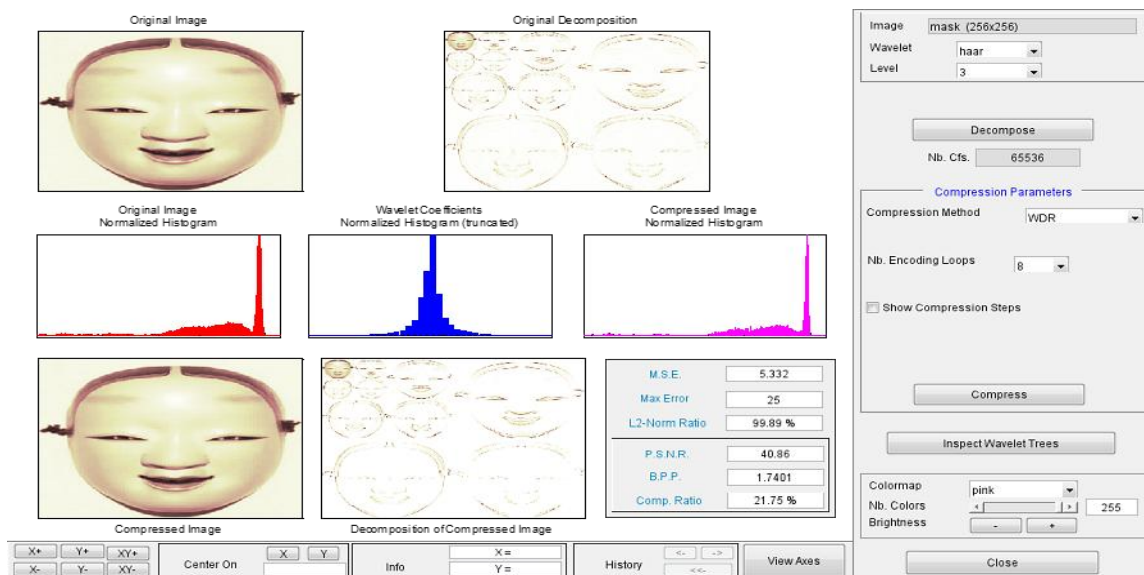 Original Image
Original Decomposition
Original Image
Normalized Histogram
Wavelet Coefficients
Normalized Histogram (truncated)
Compressed Image
Normalized Histogram
M.S.E. 5.332
Max Error 25
L2-Norm Ratio 99.89 %
P.S.N.R. 40.86
B.P.P. 1.7401
Comp. Ratio 21.75 %
Compressed Image
Decomposition of Compressed Image
X+ Y+ XY+
X- Y- XY-
Center On X Y
Info X =
Y =
History <- ->
<<-
View Axes
Image mask (256x256)
Wavelet haar
Level 3
Decompose
Nb. Cfs. 65536
Compression Parameters
Compression Method WDR
Nb. Encoding Loops 8
Show Compression Steps
Compress
Inspect Wavelet Trees
Colormap pink
Nb. Colors 255
Brightness - +
Close